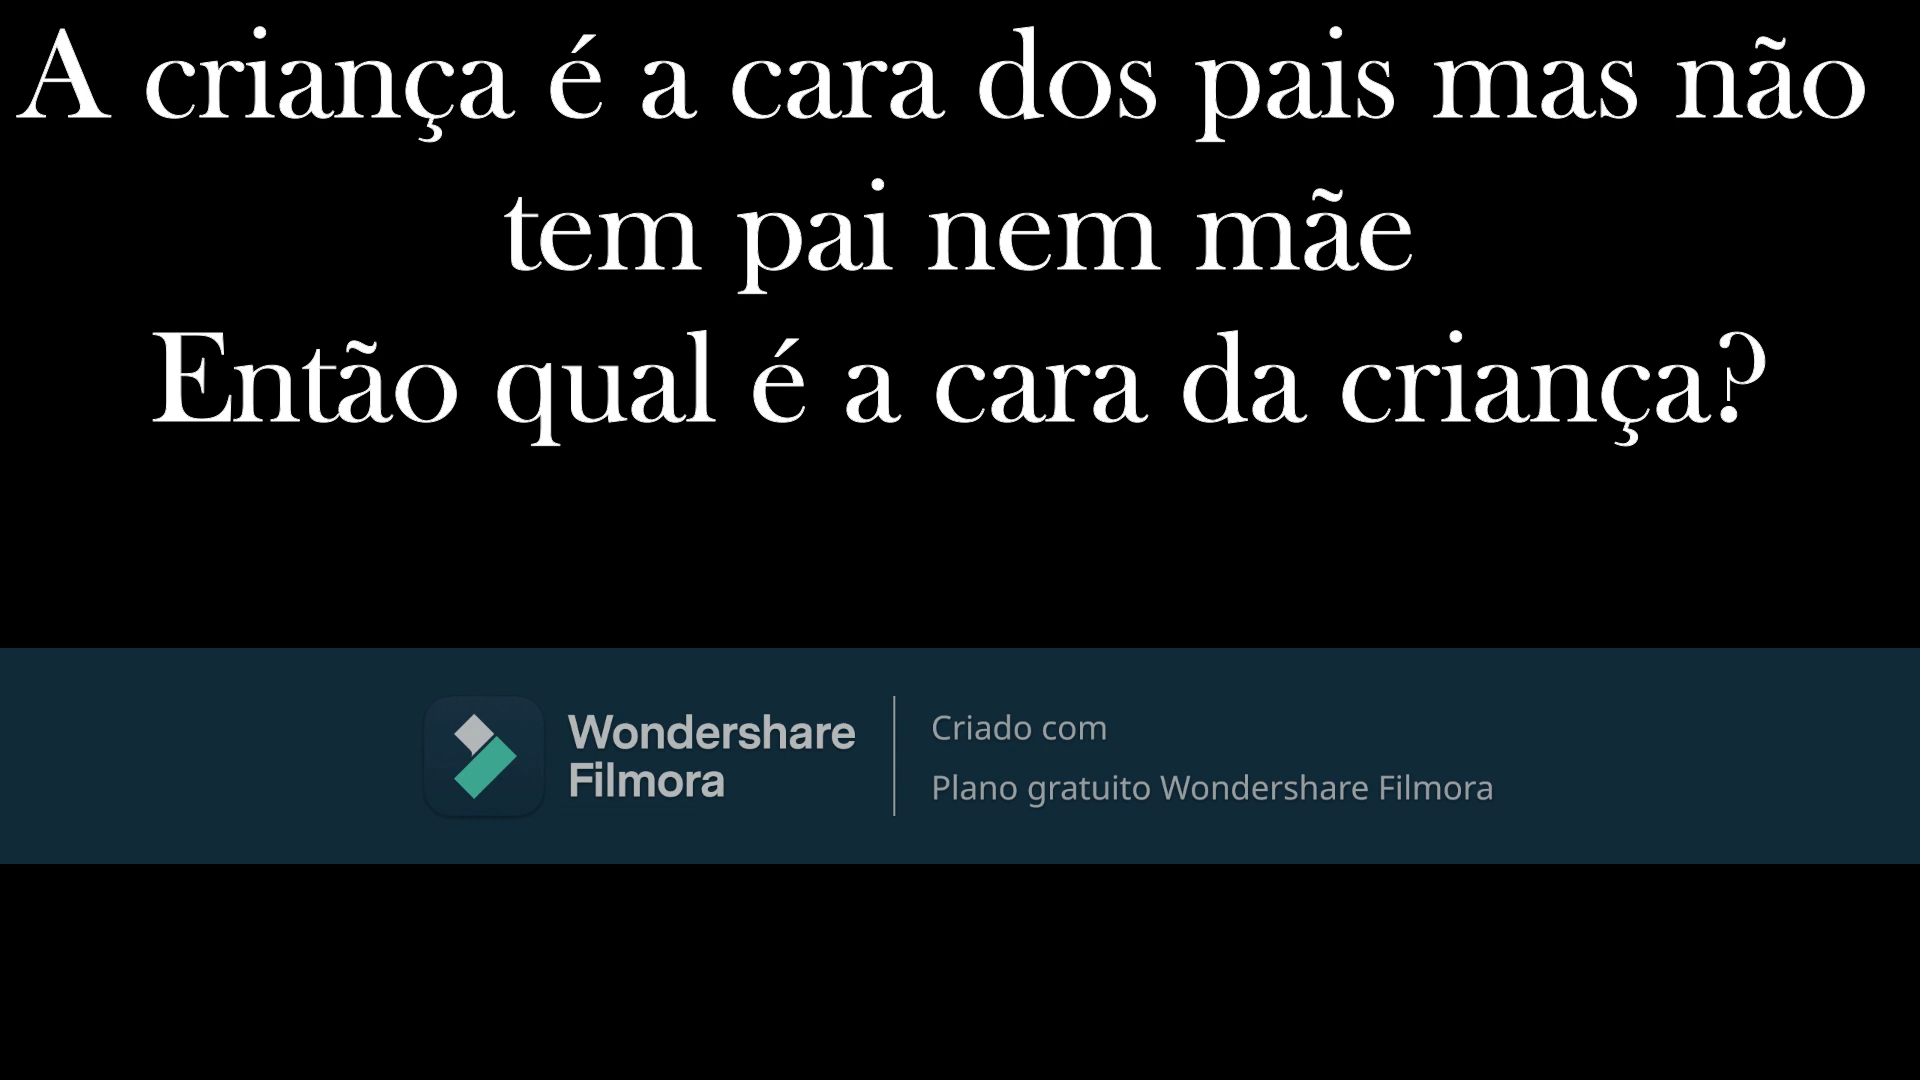 A criança é a cara dos pais mas não
tem pai nem mãe
Então qual é a cara da criança?
Wondershare
Filmora
Criado com
Plano gratuito Wondershare Filmora